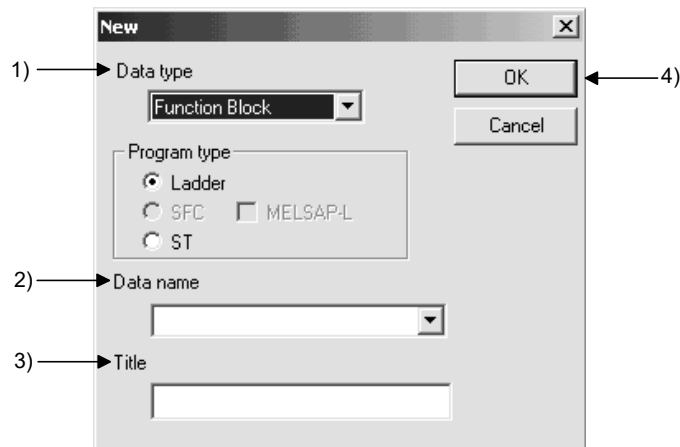 New
1)
Data type
OK
4)
Function Block
Cancel
Program type
Ladder
SFC
MELSAP-L
ST
2)
Data name
3)
Title